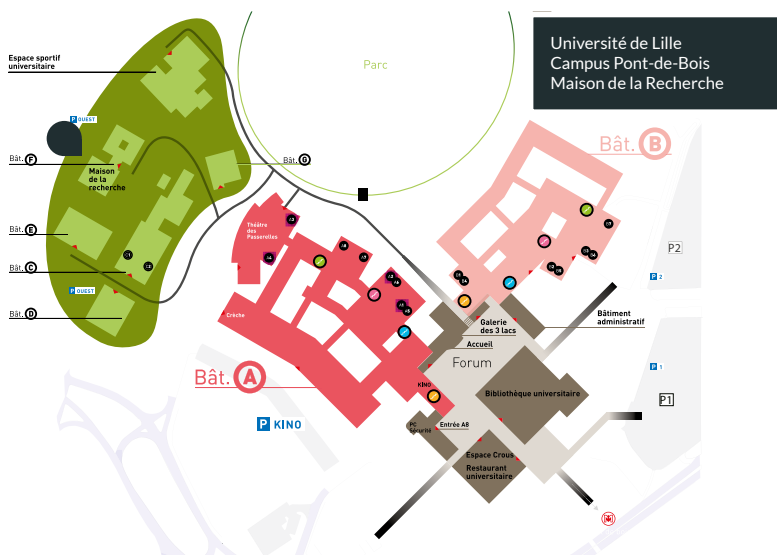 Université de Lille
Campus Pont-de-Bois
Maison de la Recherche
Parc
Espace sportif
universitaire
P OUEST
Bât. F
Maison
de la
recherche
Bât. G
Bât. B
Bât. E
Bât. C
Bât. D
P OUEST
Théâtre
des
Passerelles
Crèche
Bât. A
P KINO
P2
P 2
Bâtiment
administratif
Galerie
des 3 lacs
Accueil
Forum
KINO
Bibliothèque universitaire
P 1
P1
PC
Sécurité
Entrée A8
Espace Crous
Restaurant
universitaire